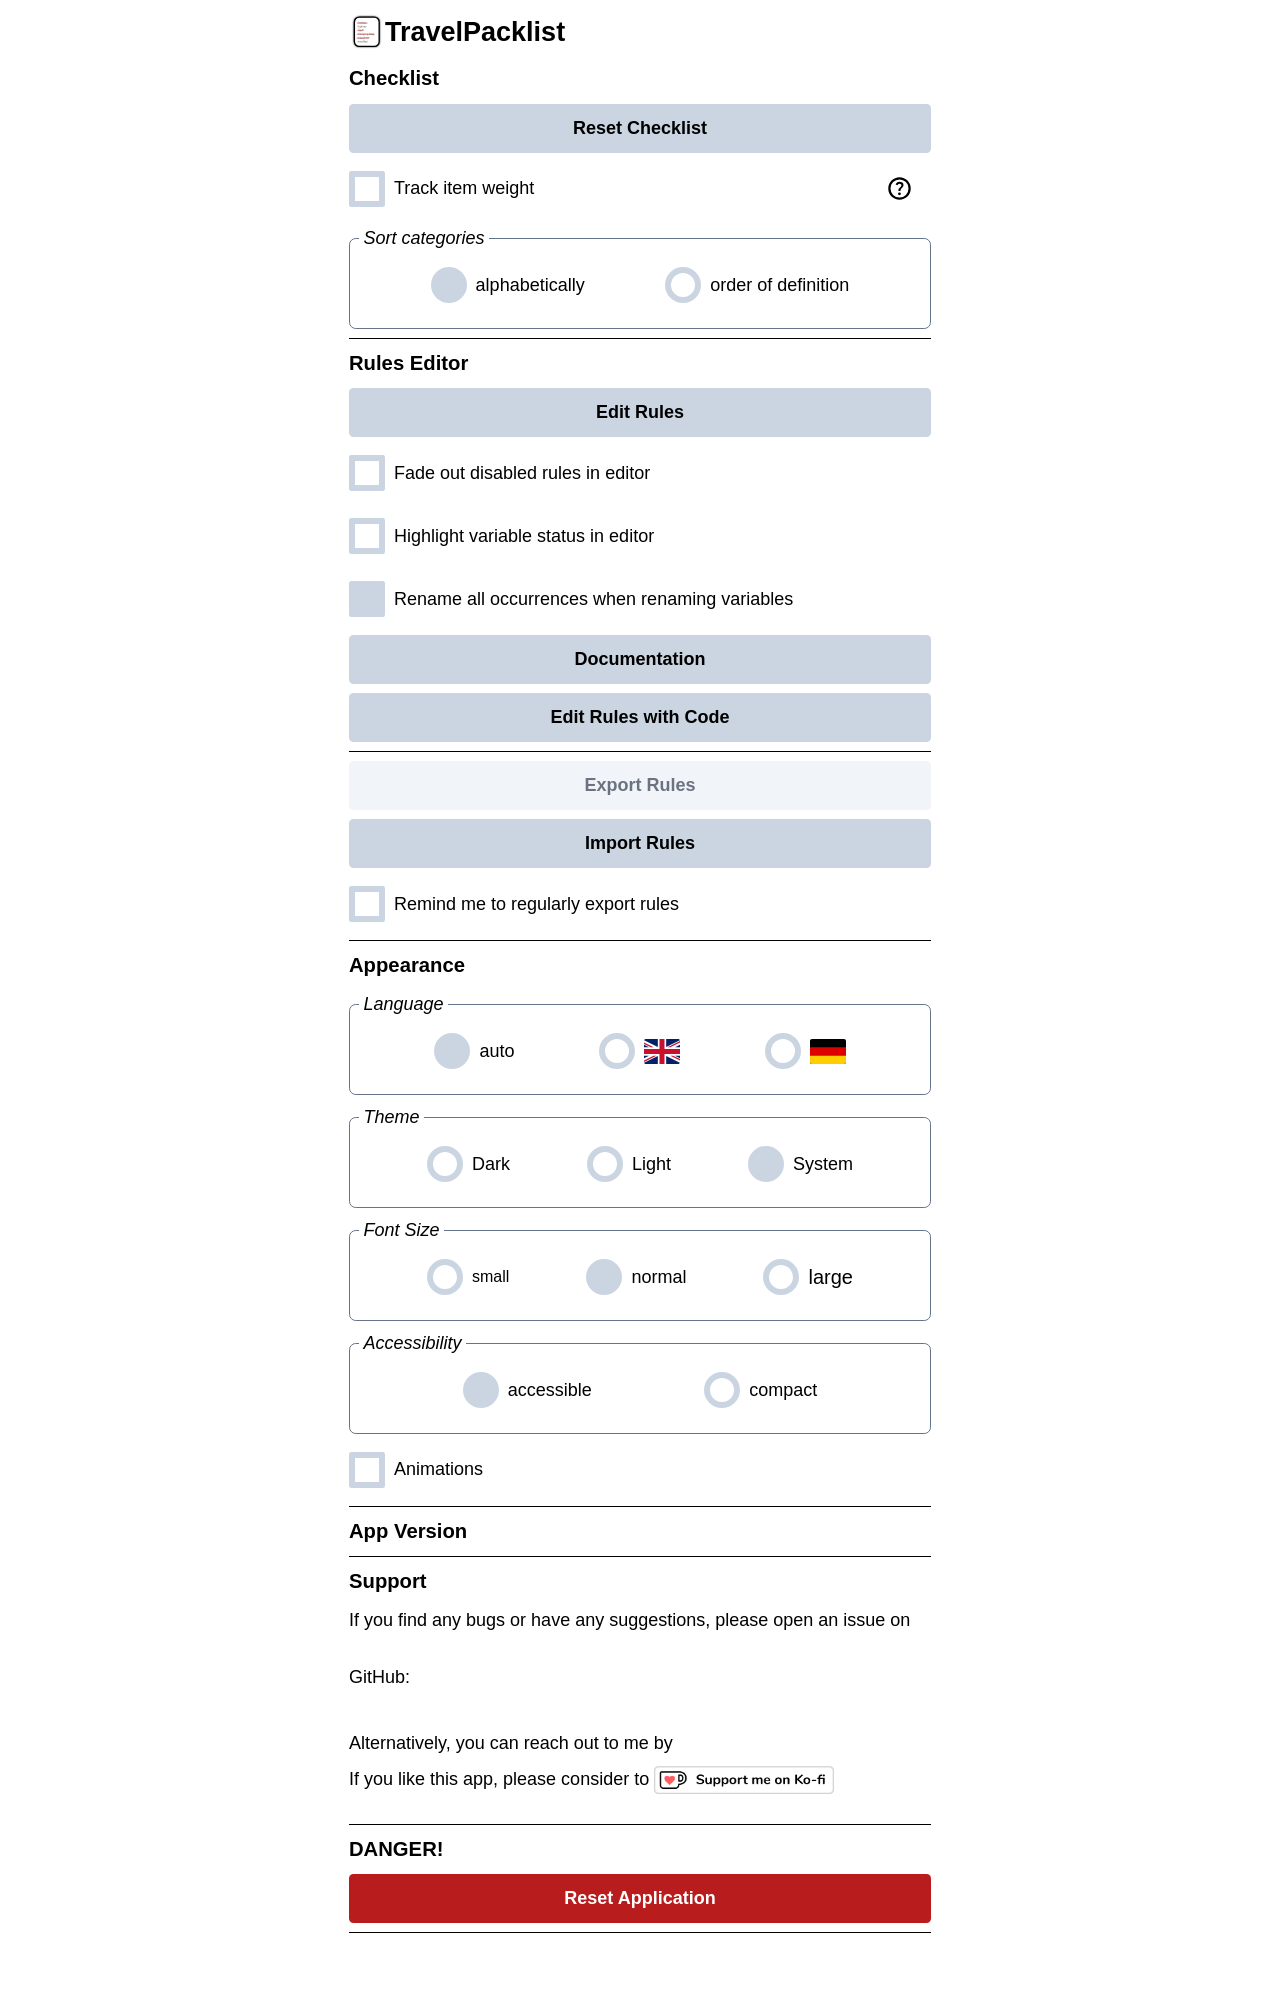 TravelPacklist
Checklist
Reset Checklist
Track item weight
Sort categories
alphabetically order of definition
Rules Editor
Edit Rules
Fade out disabled rules in editor
Highlight variable status in editor
Rename all occurrences when renaming variables
Documentation
Edit Rules with Code
Export Rules
Import Rules
Remind me to regularly export rules
Appearance
Language
auto
Theme
Dark Light System
Font Size
small normal large
Accessibility
accessible compact
Animations
App Version
Support
If you find any bugs or have any suggestions, please open an issue on
GitHub:
Alternatively, you can reach out to me by
If you like this app, please consider to Support me on Ko-fi
DANGER!
Reset Application